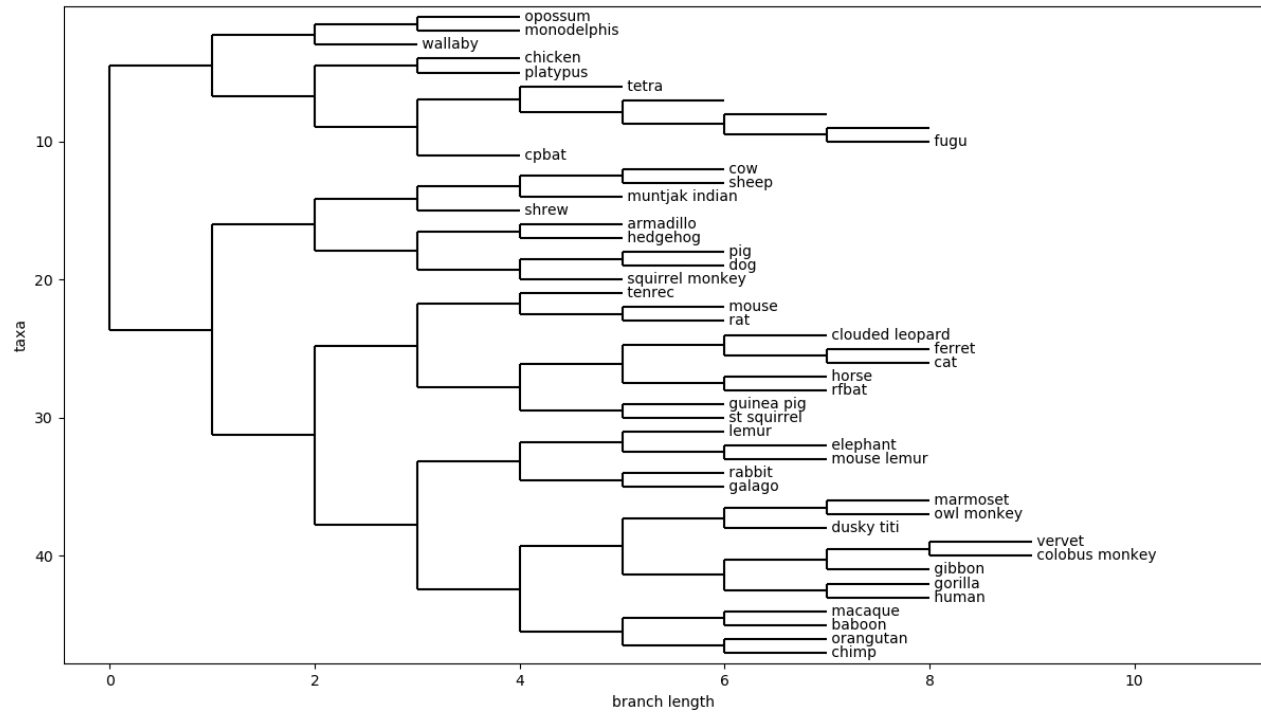 opossum
monodelphis
wallaby
chicken
platypus
tetra
10
fugu
cpbat
cow
sheep
muntjak indian
shrew
armadillo
hedgehog
pig
dog
20
squirrel monkey
tenrec
mouse
rat
taxa
clouded leopard
ferret
cat
horse
rfbat
guinea pig
30
st squirrel
lemur
elephant
mouse lemur
rabbit
galago
marmoset
owl monkey
dusky titi
vervet
40
colobus monkey
gibbon
gorilla
human
macaque
baboon
orangutan
chimp
0 2 4 6 8 10
branch length